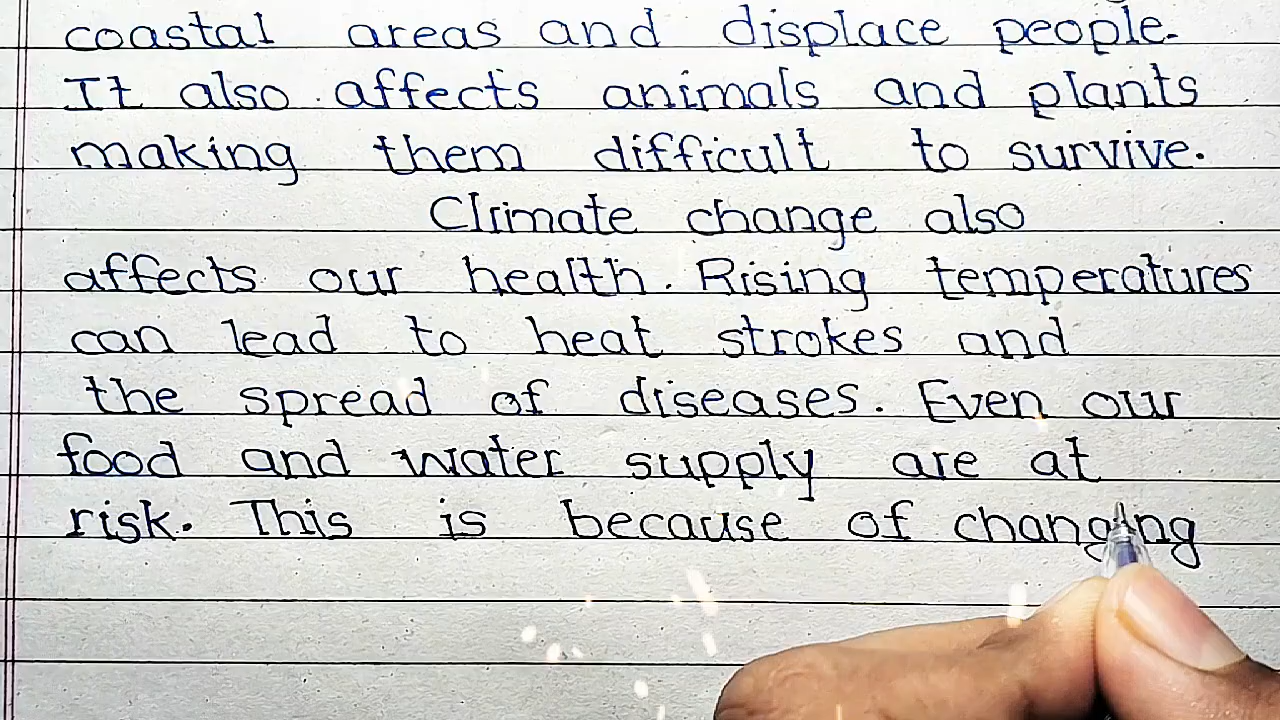 coastal areas and displace people.
It also affects animals and plants
making them difficult to survive.
Climate change also
affects our health. Rising temperatures
can lead to heat strokes and
the spread of diseases. Even our
food and water supply are at
risk. This is because of changing